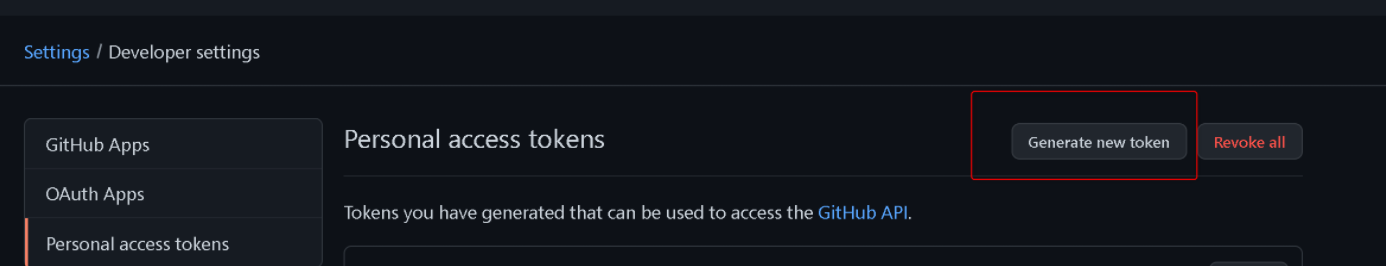 Settings / Developer settings
GitHub Apps
OAuth Apps
Personal access tokens
Personal access tokens
Generate new token
Revoke all
Tokens you have generated that can be used to access the GitHub API.